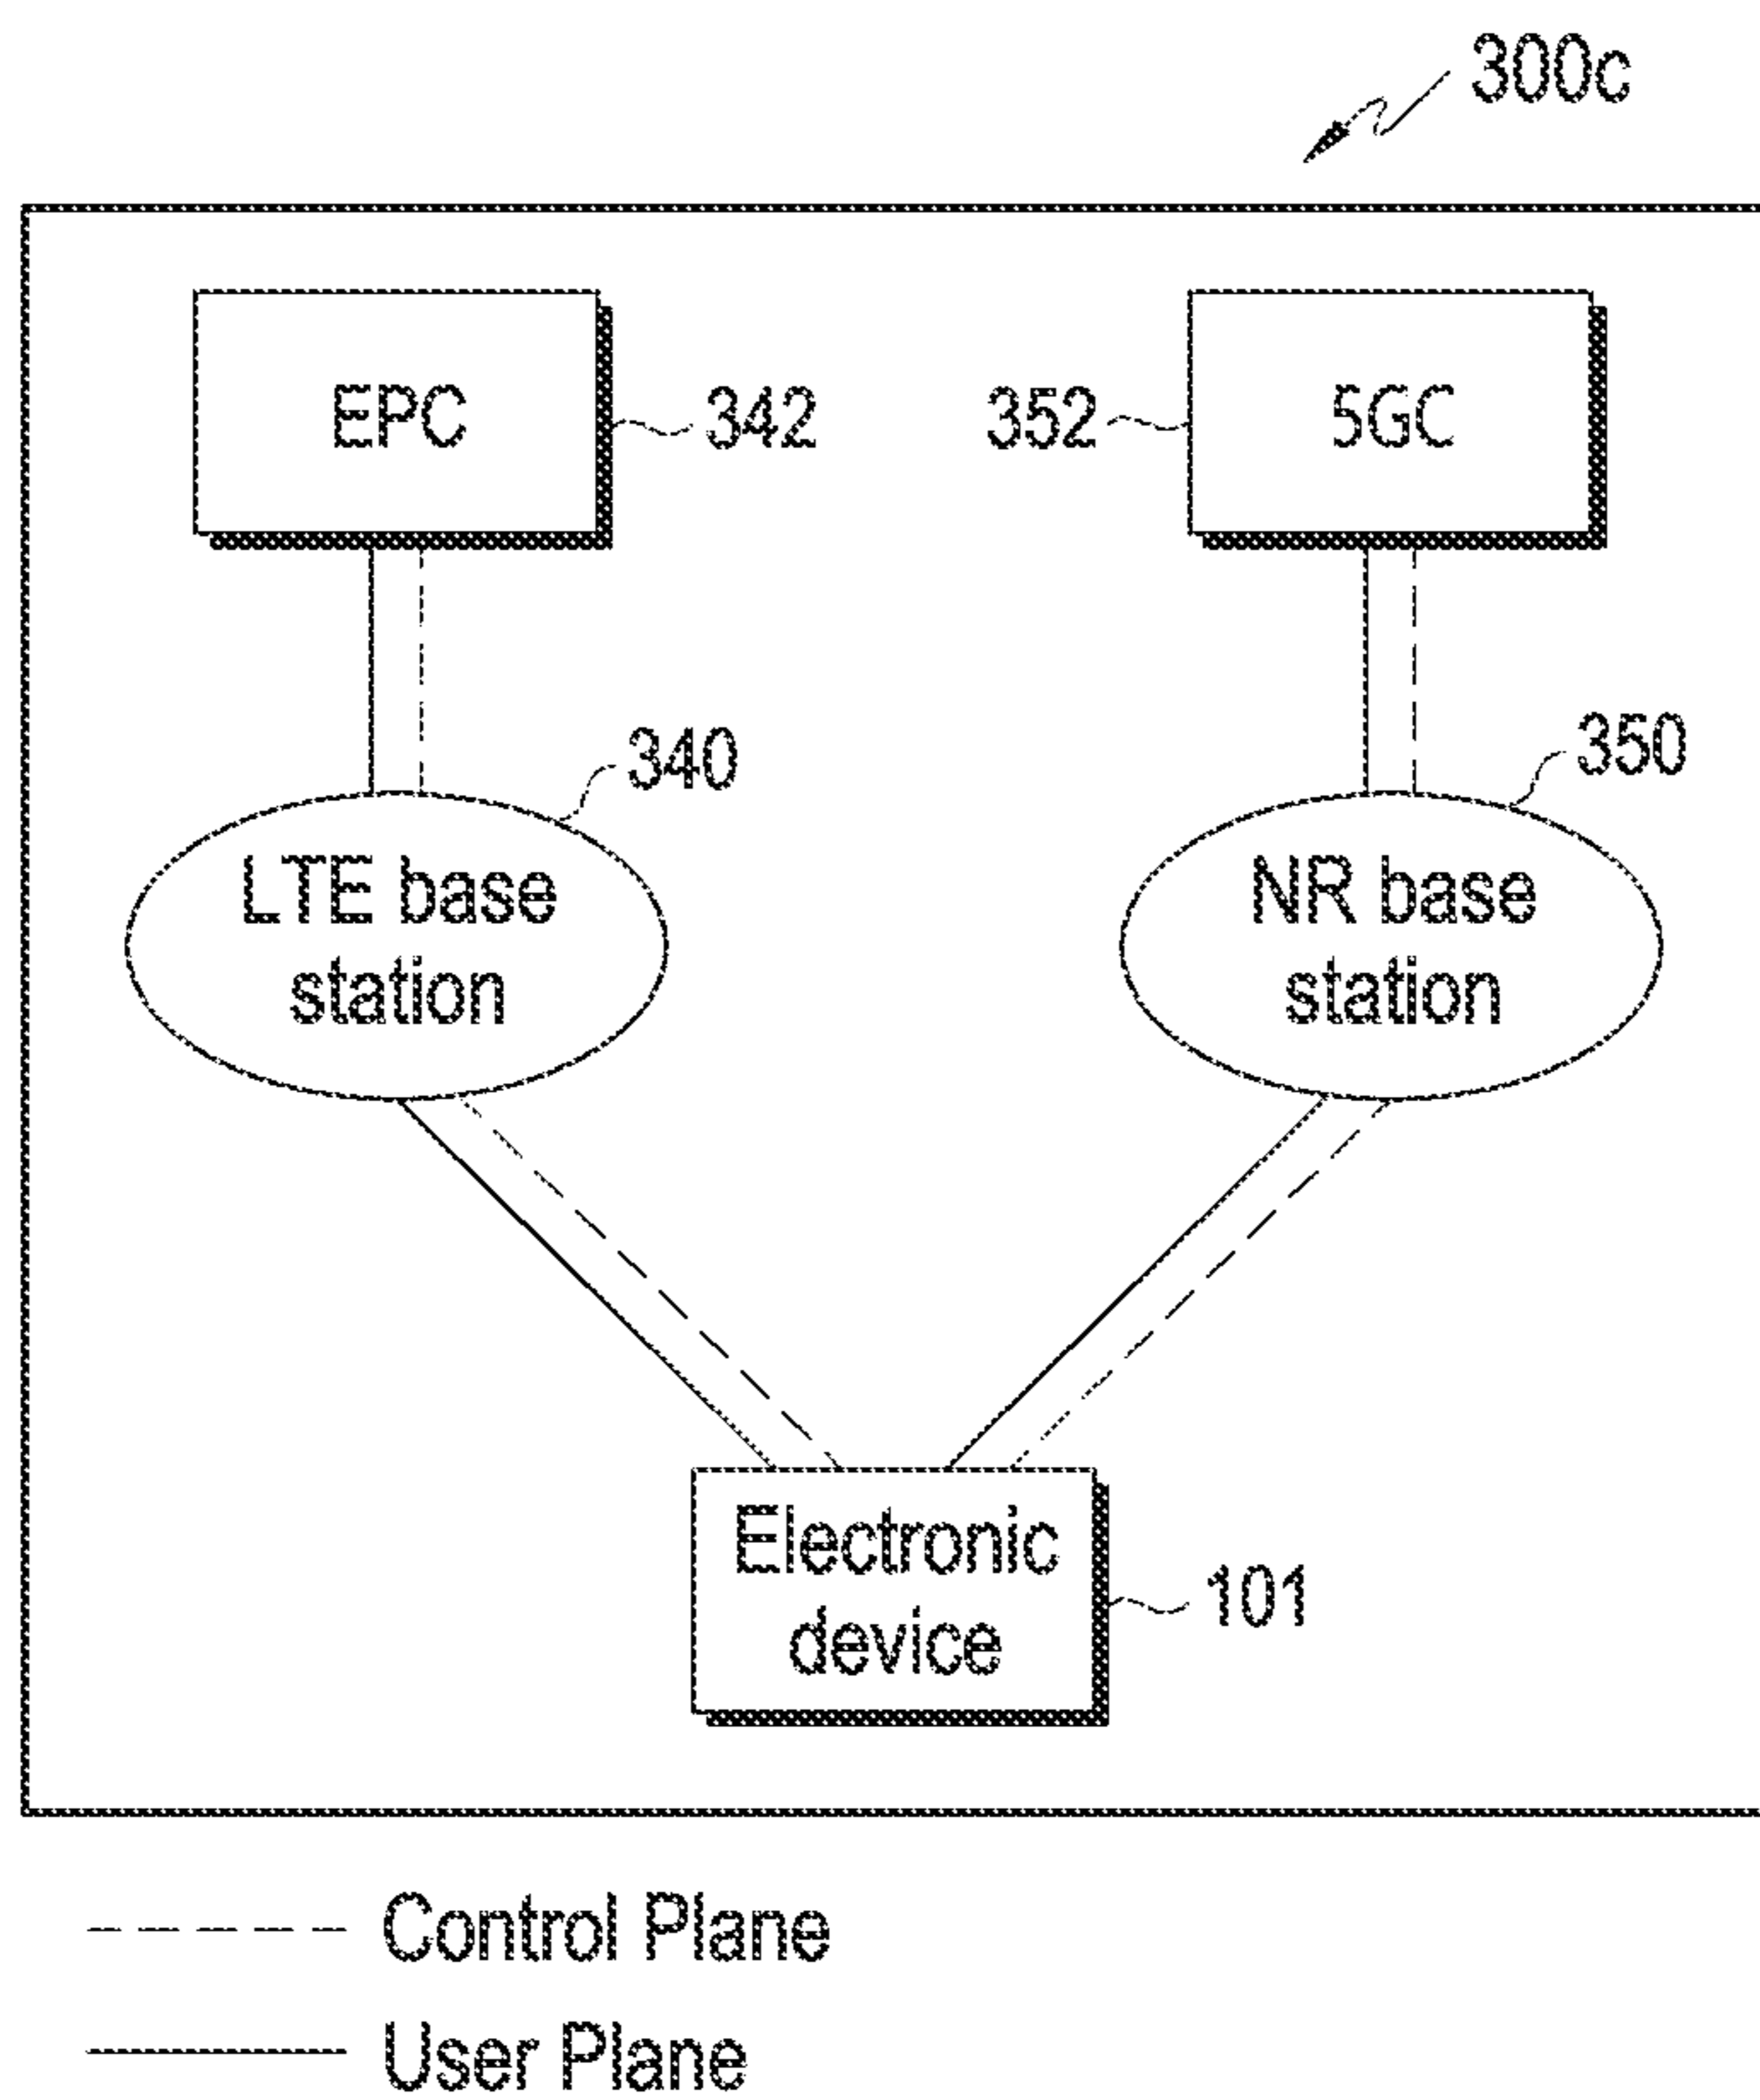 300c
EPC
342
352
5GC
340
350
LTE base
station
NR base
station
Electronic
device
101
Control Plane
User Plane